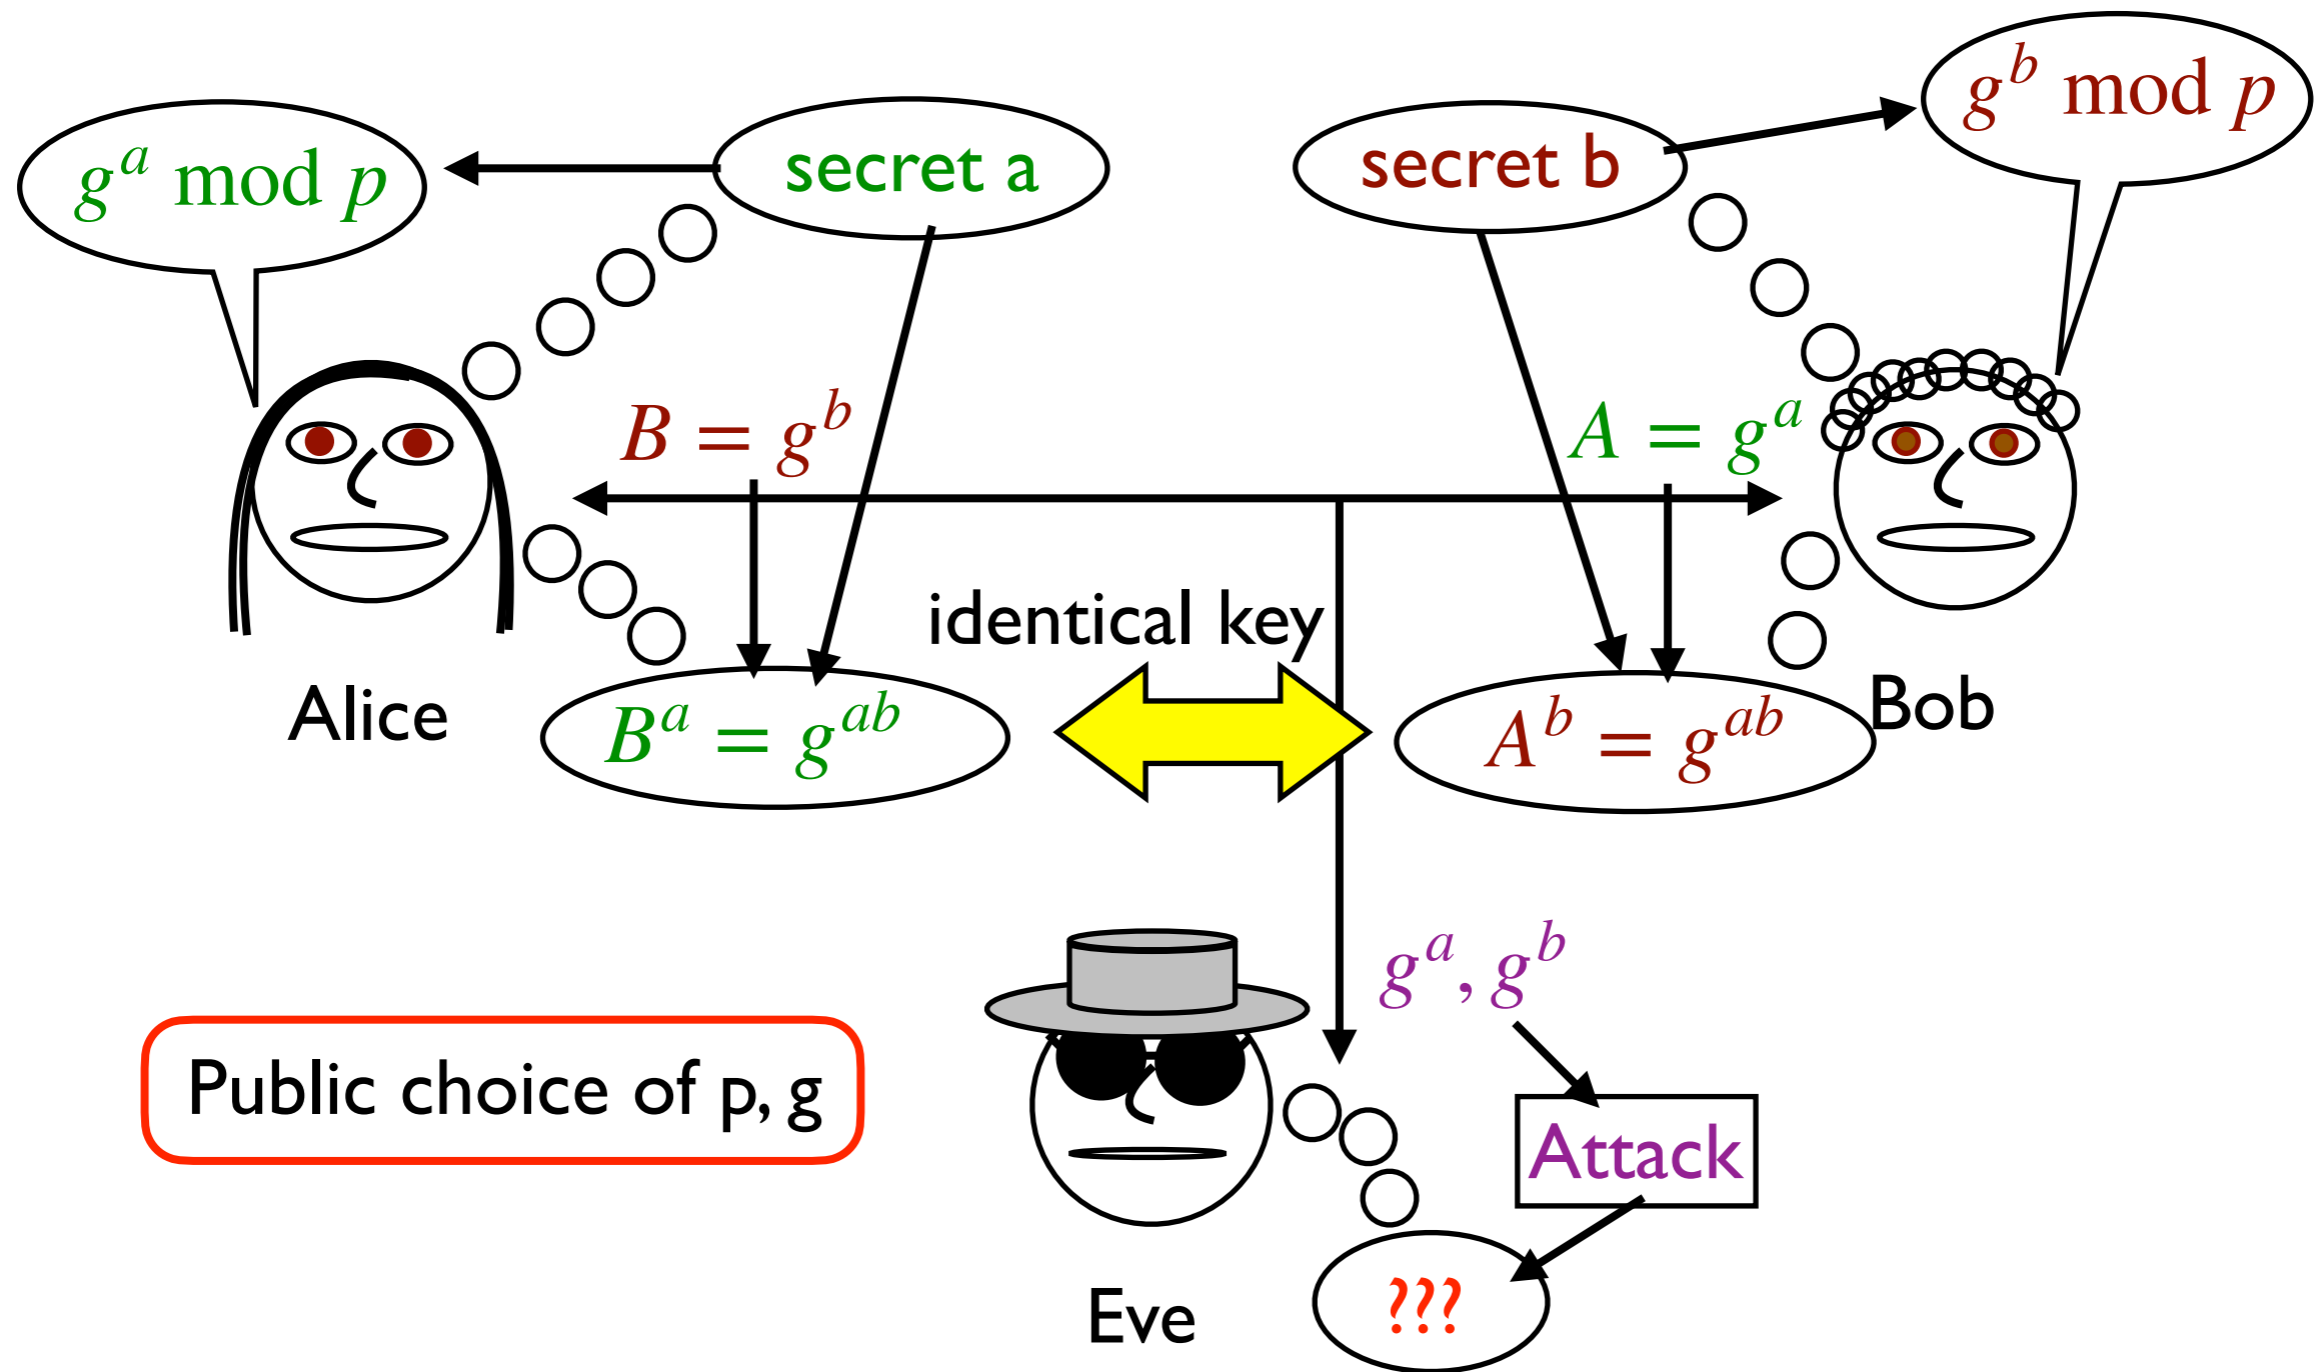 g^a mod p
secret a
secret b
g^b mod p
B = g^b
A = g^a
identical key
Alice
B^a = g^{ab}
A^b = g^{ab}
Bob
g^a, g^b
Public choice of p, g
Attack
Eve
???